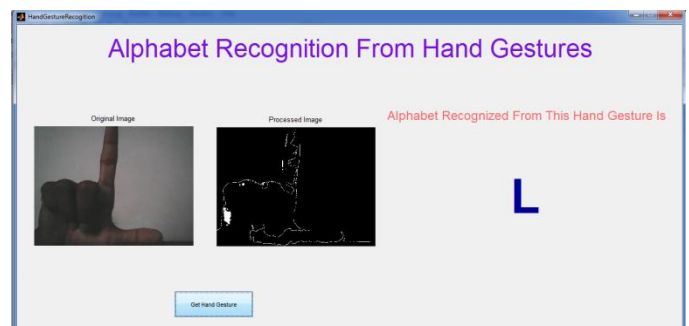 HandGestureRecogition
Alphabet Recognition From Hand Gestures
Original Image
Processed Image
Alphabet Recognized From This Hand Gesture Is
L
Get Hand Gesture